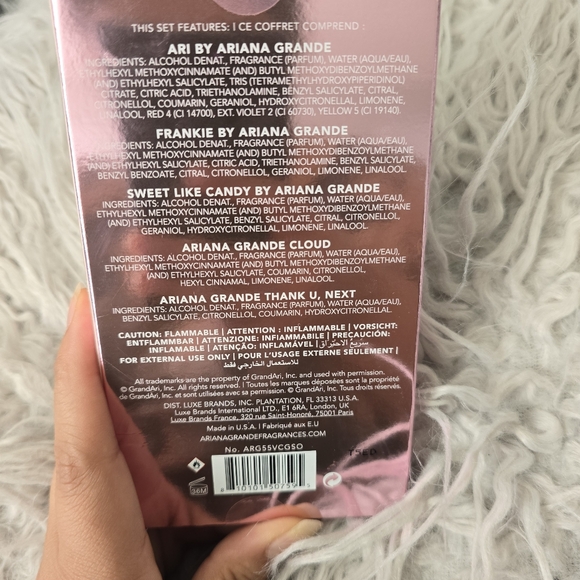 THIS SET FEATURES: I CE COFFRET COMPREND :
ARI BY ARIANA GRANDE
INGREDIENTS: ALCOHOL DENAT., FRAGRANCE (PARFUM), WATER (AQUA/EAU),
ETHYLHEXYL METHOXYCINNAMATE (AND) BUTYL METHOXYDIBENZOYLMETHANE
(AND) ETHYLHEXYL SALICYLATE, TRIS (TETRAMETHYLHYDROXYPIPERIDINOL)
CITRATE, CITRIC ACID, TRIETHANOLAMINE, BENZYL SALICYLATE, CITRAL,
CITRONELLOL, COUMARIN, GERANIOL, HYDROXYCITRONELLAL, LIMONENE,
LINALOOL, RED 4 (CI 14700), EXT. VIOLET 2 (CI 60730), YELLOW 5 (CI 19140).
FRANKIE BY ARIANA GRANDE
INGREDIENTS: ALCOHOL DENAT., FRAGRANCE (PARFUM), WATER (AQUA/EAU),
ETHYLHEXYL METHOXYCINNAMATE (AND) BUTYL METHOXYDIBENZOYLMETHANE
(AND) ETHYLHEXYL SALICYLATE, CITRIC ACID, TRIETHANOLAMINE, BENZYL SALICYLATE,
BENZYL BENZOATE, CITRAL, CITRONELLOL, GERANIOL, LIMONENE, LINALOOL.
SWEET LIKE CANDY BY ARIANA GRANDE
INGREDIENTS: ALCOHOL DENAT., FRAGRANCE (PARFUM), WATER (AQUA/EAU),
ETHYLHEXYL METHOXYCINNAMATE (AND) BUTYL METHOXYDIBENZOYLMETHANE
(AND) ETHYLHEXYL SALICYLATE, BENZYL SALICYLATE, CITRAL, CITRONELLOL,
GERANIOL, HYDROXYCITRONELLAL, LIMONENE, LINALOOL.
ARIANA GRANDE CLOUD
INGREDIENTS: ALCOHOL DENAT., FRAGRANCE (PARFUM), WATER (AQUA/EAU),
ETHYLHEXYL METHOXYCINNAMATE (AND) BUTYL METHOXYDIBENZOYLMETHANE
(AND) ETHYLHEXYL SALICYLATE, COUMARIN, CITRONELLOL,
HEXYL CINNAMAL, LIMONENE, LINALOOL.
ARIANA GRANDE THANK U, NEXT
INGREDIENTS: ALCOHOL DENAT., FRAGRANCE (PARFUM), WATER (AQUA/EAU),
BENZYL SALICYLATE, CITRONELLOL, COUMARIN, HYDROXYCITRONELLAL.
CAUTION: FLAMMABLE | ATTENTION : INFLAMMABLE | VORSICHT:
ENTFLAMMBAR | ATTENZIONE: INFIAMMABILE | PRECAUCIÓN:
INFLAMABLE | ATENÇÃO: INFLAMÁVEL | سريع الاحتراق
FOR EXTERNAL USE ONLY | POUR L'USAGE EXTERNE SEULEMENT |
للاستعمال الخارجي فقط
All trademarks are the property of GrandAri, Inc. and used with permission.
© GrandAri, Inc. All rights reserved. | Toutes les marques déposées sont la propriété
de GrandAri, Inc. et sont utilisées avec sa permission. © GrandAri, Inc. Tous droits réservés.
DIST. LUXE BRANDS, INC. PLANTATION, FL 33313 U.S.A.
Luxe Brands International LTD., E1 6RA, London, UK
Luxe Brands France, 320 rue Saint-Honoré, 75001 Paris
Made in U.S.A. | Fabriqué aux E.U
ARIANAGRANDEFRAGRANCES.COM
No. ARG55VCGSO
36M